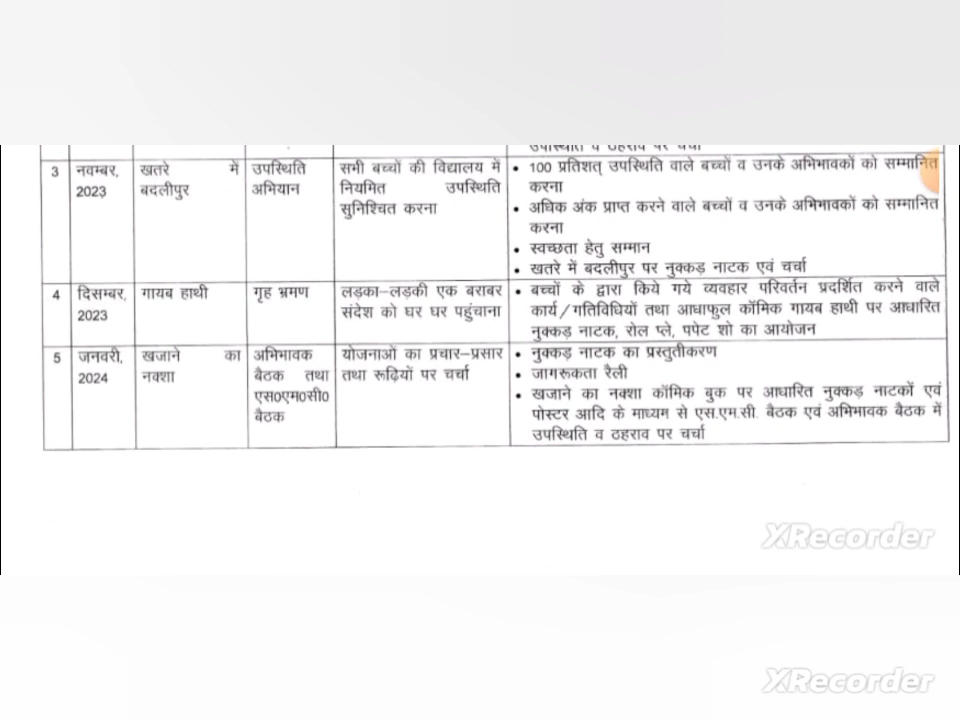 उपस्थिति व ठहराव पर चर्चा
3 नवम्बर, खतरे में उपस्थिति सभी बच्चों की विद्यालय में • 100 प्रतिशत् उपस्थिति वाले बच्चों व उनके अभिभावकों को सम्मानित
2023 बदलीपुर अभियान नियमित उपस्थिति करना
सुनिश्चित करना • अधिक अंक प्राप्त करने वाले बच्चों व उनके अभिभावकों को सम्मानित
करना
• स्वच्छता हेतु सम्मान
• खतरे में बदलीपुर पर नुक्कड़ नाटक एवं चर्चा
4 दिसम्बर, गायब हाथी गृह भ्रमण लड़का–लड़की एक बराबर • बच्चों के द्वारा किये गये व्यवहार परिवर्तन प्रदर्शित करने वाले
2023 संदेश को घर घर पहुंचाना कार्य/गतिविधियों तथा आधाफुल कॉमिक गायब हाथी पर आधारित
नुक्कड़ नाटक, रोल प्ले, पपेट शो का आयोजन
5 जनवरी, खजाने का अभिभावक योजनाओं का प्रचार–प्रसार • नुक्कड़ नाटक का प्रस्तुतीकरण
2024 नक्शा बैठक तथा तथा रूढ़ियों पर चर्चा • जागरूकता रैली
एस0एम0सी0 • खजाने का नक्शा कॉमिक बुक पर आधारित नुक्कड़ नाटकों एवं
बैठक पोस्टर आदि के माध्यम से एस.एम.सी. बैठक एवं अभिभावक बैठक में
उपस्थिति व ठहराव पर चर्चा
XRecorder
XRecorder